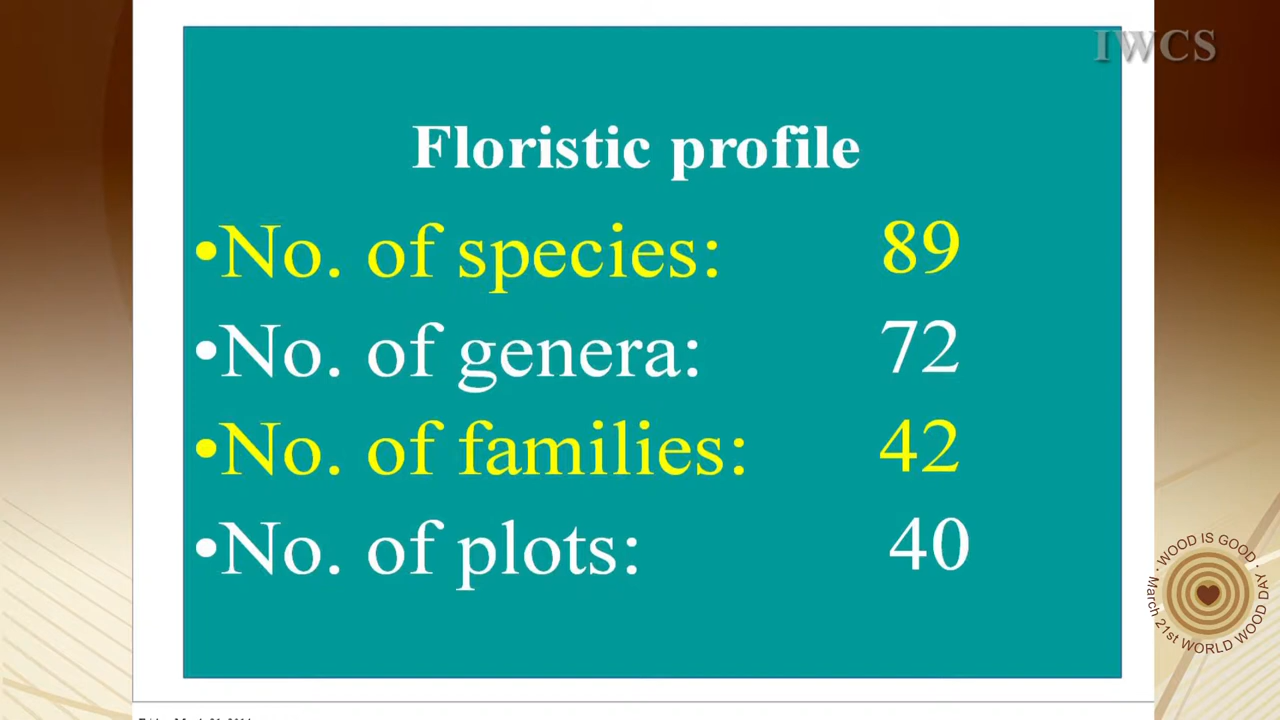 IWCS
Floristic profile
•No. of species: 89
•No. of genera: 72
•No. of families: 42
•No. of plots: 40
· WOOD IS GOOD ·
March 21st WORLD WOOD DAY